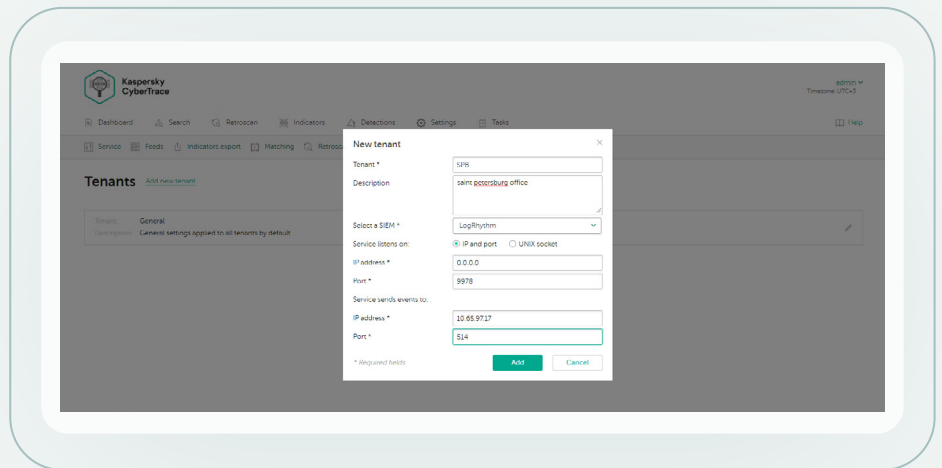 Kaspersky
CyberTrace
admin
Timezone: UTC+3
Dashboard Search Retroscan Indicators Detections Settings Tasks Help
Service Feeds Indicators export Matching
Tenants Add new tenant
Tenant: General
Description: General settings applied to all tenants by default
New tenant
Tenant * SPB
Description saint petersburg office
Select a SIEM * LogRhythm
Service listens on: IP and port UNIX socket
IP address * 0.0.0.0
Port * 9978
Service sends events to:
IP address * 10.65.97.17
Port * 514
* Required fields Add Cancel